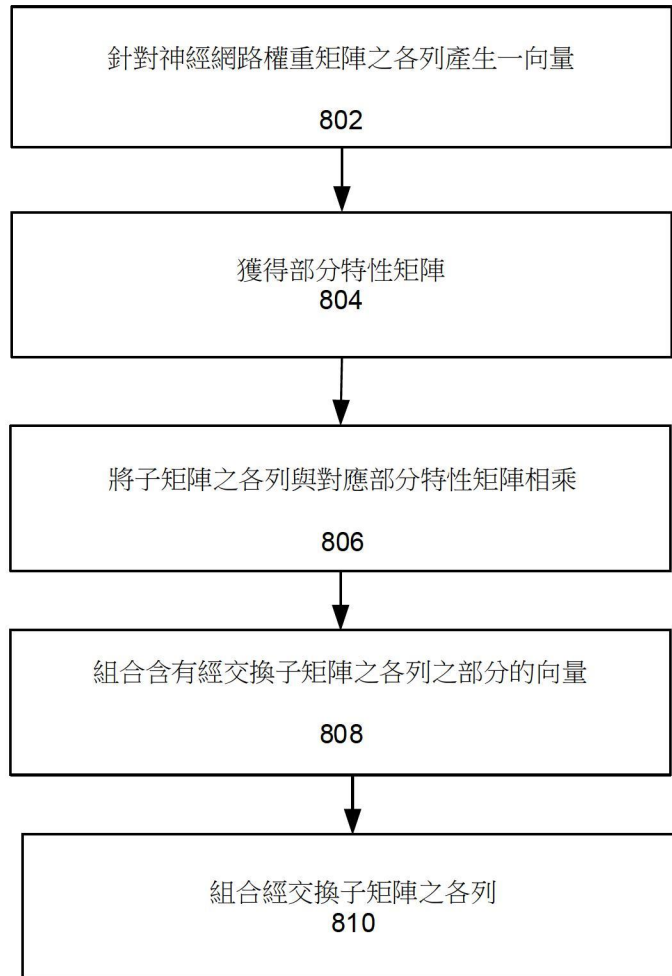 針對神經網路權重矩陣之各列產生一向量
802
獲得部分特性矩陣
804
將子矩陣之各列與對應部分特性矩陣相乘
806
組合含有經交換子矩陣之各列之部分的向量
808
組合經交換子矩陣之各列
810